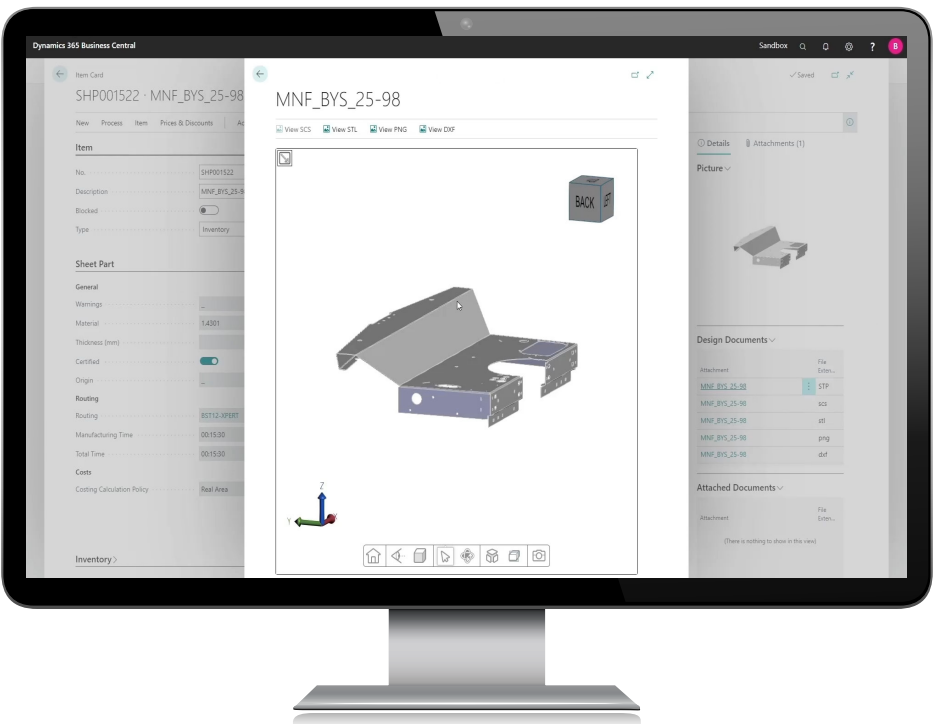 Dynamics 365 Business Central
Sandbox
?
B
Item Card
SHP001522 · MNF_BYS_25-98
New Process Item Prices & Discounts
Item
No.
SHP001522
Description
MNF_BYS_25-9
Blocked
Type
Inventory
Sheet Part
General
Warnings
Material
1.4301
Thickness (mm)
Certified
Origin
Routing
Routing
BST12-XPERT
Manufacturing Time
00:15:30
Total Time
00:15:30
Costs
Costing Calculation Policy
Real Area
Inventory
MNF_BYS_25-98
View SCS View STL View PNG View DXF
BACK
LEFT
Z
Y
X
Saved
Details Attachments (1)
Picture
Design Documents
Attachment File Exten...
MNF_BYS_25-98 STP
MNF_BYS_25-98 scs
MNF_BYS_25-98 stl
MNF_BYS_25-98 png
MNF_BYS_25-98 dxf
Attached Documents
Attachment File Exten...
(There is nothing to show in this view)